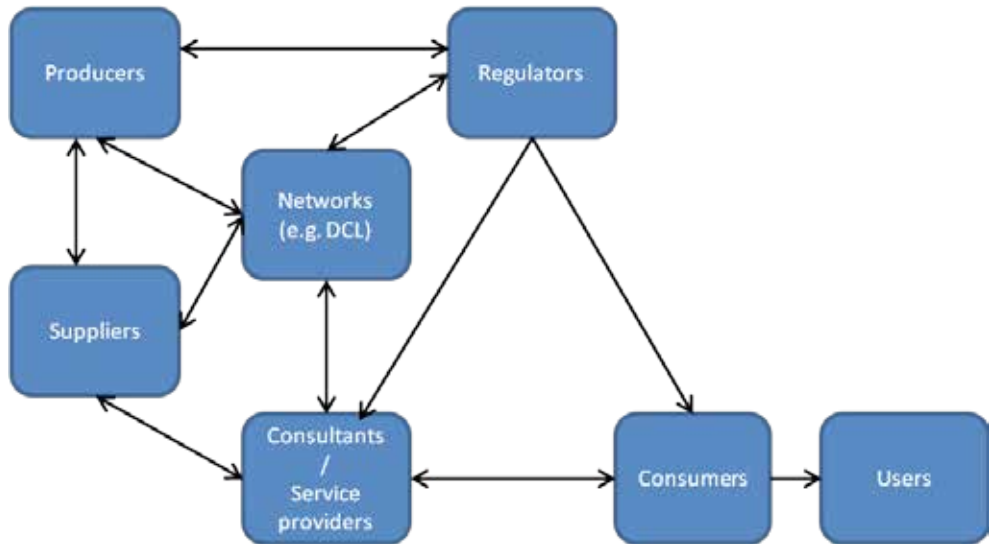 Producers
Regulators
Networks
(e.g. DCL)
Suppliers
Consultants
/
Service
providers
Consumers
Users